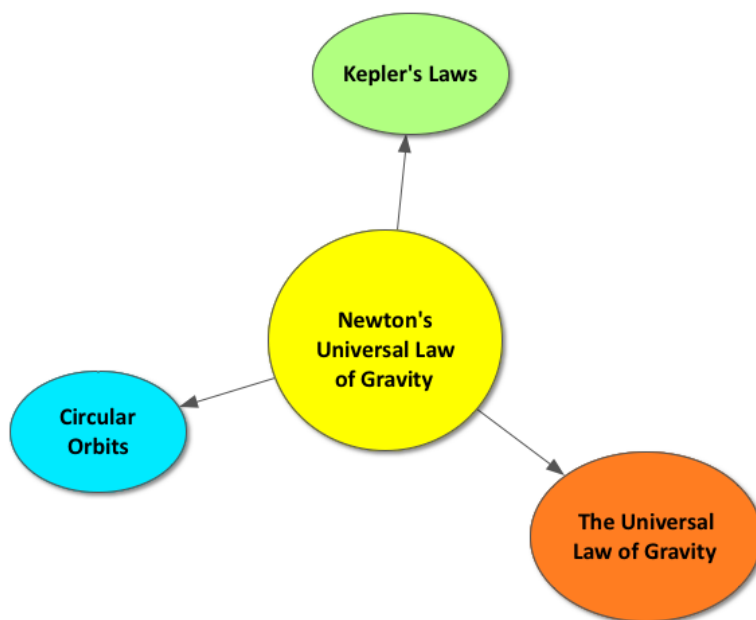 Kepler's Laws
Newton's
Universal Law
of Gravity
Circular
Orbits
The Universal
Law of Gravity